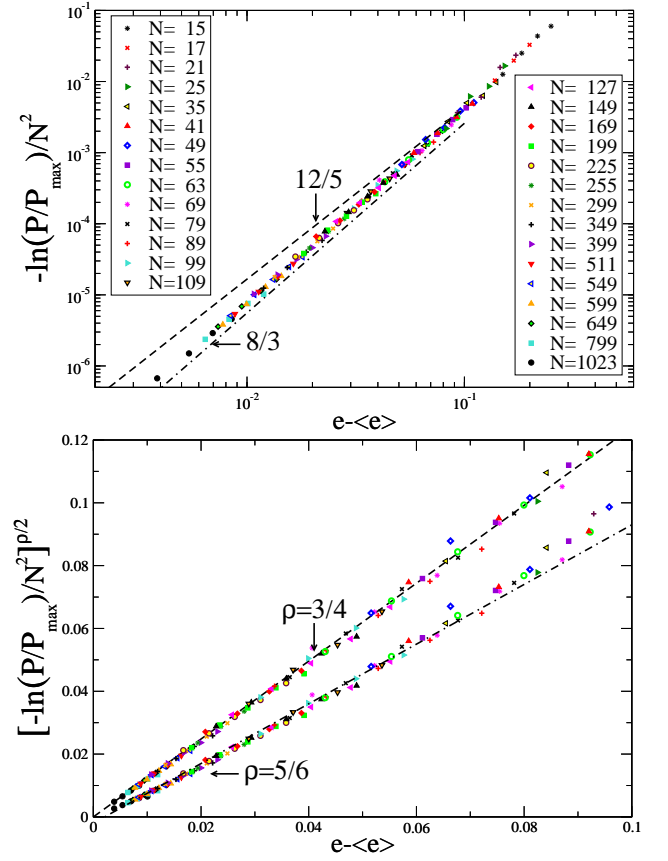 10^-1
10^-2
10^-3
10^-4
10^-5
10^-6
-ln(P/P_max)/N^2
N= 15
N= 17
N= 21
N= 25
N= 35
N= 41
N= 49
N= 55
N= 63
N= 69
N= 79
N= 89
N= 99
N=109
12/5
8/3
N= 127
N= 149
N= 169
N= 199
N= 225
N= 255
N= 299
N= 349
N= 399
N= 511
N= 549
N= 599
N= 649
N= 799
N=1023
10^-2
10^-1
e-<e>
0.12
0.1
0.08
0.06
0.04
0.02
0
[-ln(P/P_max)/N^2]^ρ/2
ρ=3/4
ρ=5/6
0
0.02
0.04
0.06
0.08
0.1
e-<e>